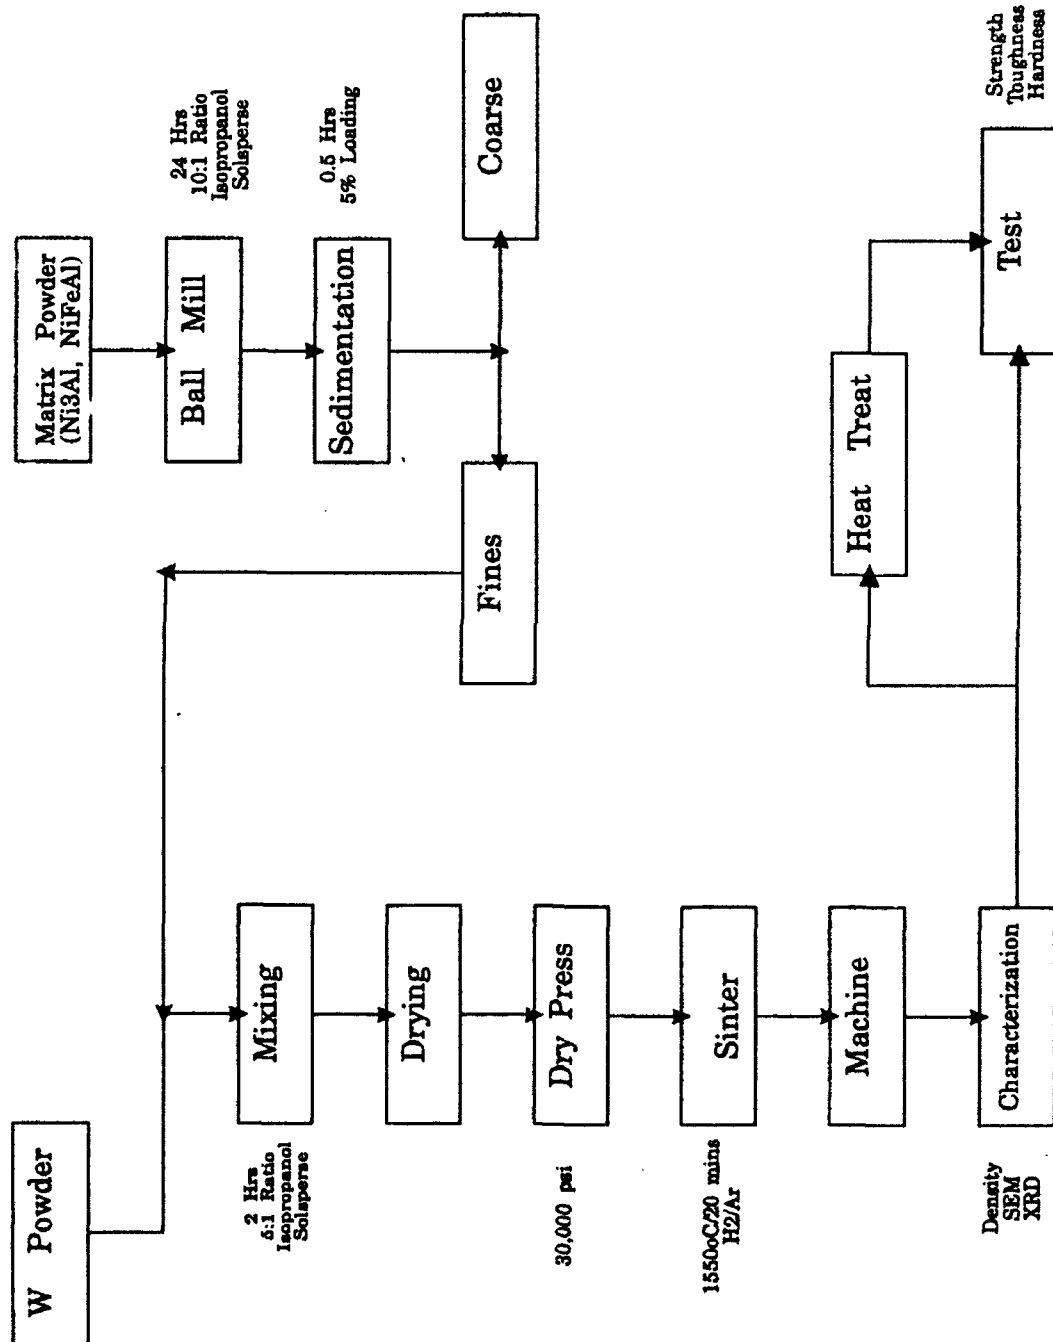 Matrix Powder
(Ni3Al, NiFeAl)
Ball Mill
24 Hrs
10:1 Ratio
Isopropanol
Solsperse
Sedimentation
0.5 Hrs
5% Loading
Fines
Coarse
W Powder
Mixing
2 Hrs
5:1 Ratio
Isopropanol
Solsperse
Drying
Dry Press
30,000 psi
Sinter
1550oC/20 mins
H2/Ar
Machine
Characterization
Density
SEM
XRD
Heat Treat
Test
Strength
Toughness
Hardness